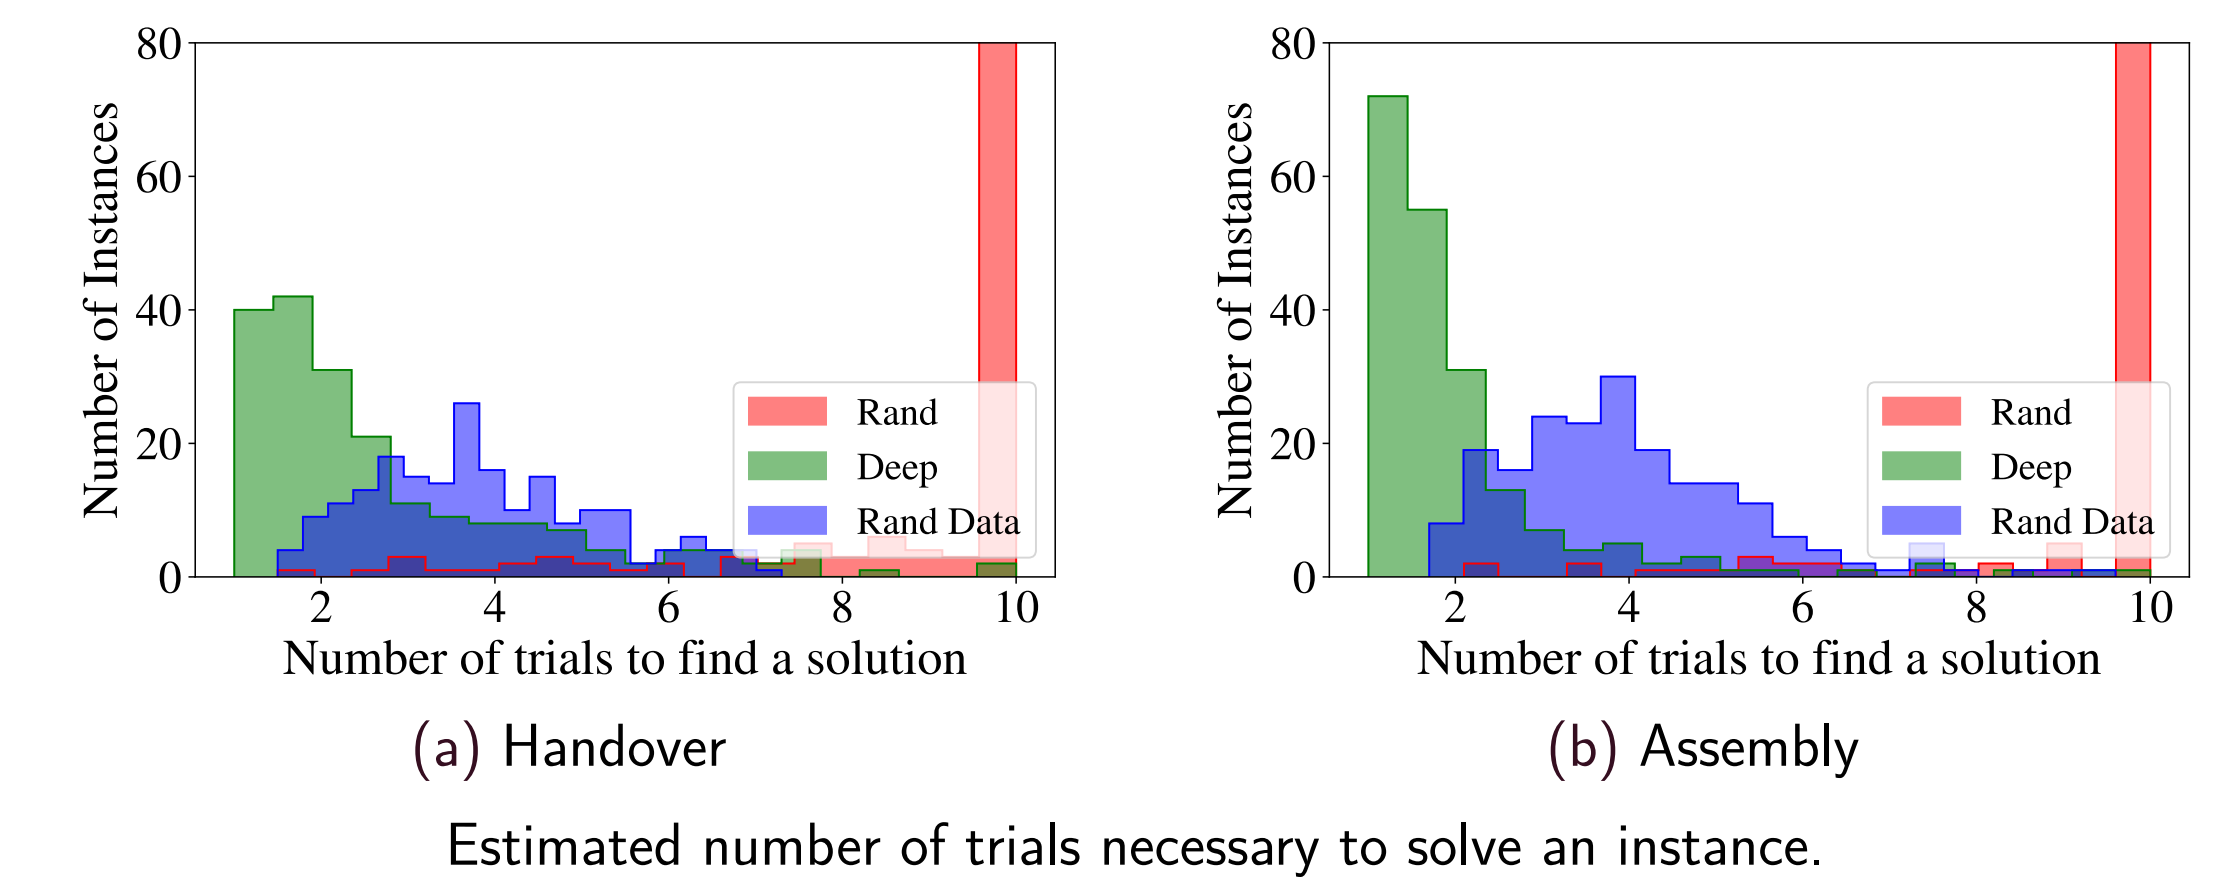 80
60
40
20
0
Number of Instances
Rand
Deep
Rand Data
2 4 6 8 10
Number of trials to find a solution
(a) Handover
80
60
40
20
0
Number of Instances
Rand
Deep
Rand Data
2 4 6 8 10
Number of trials to find a solution
(b) Assembly
Estimated number of trials necessary to solve an instance.